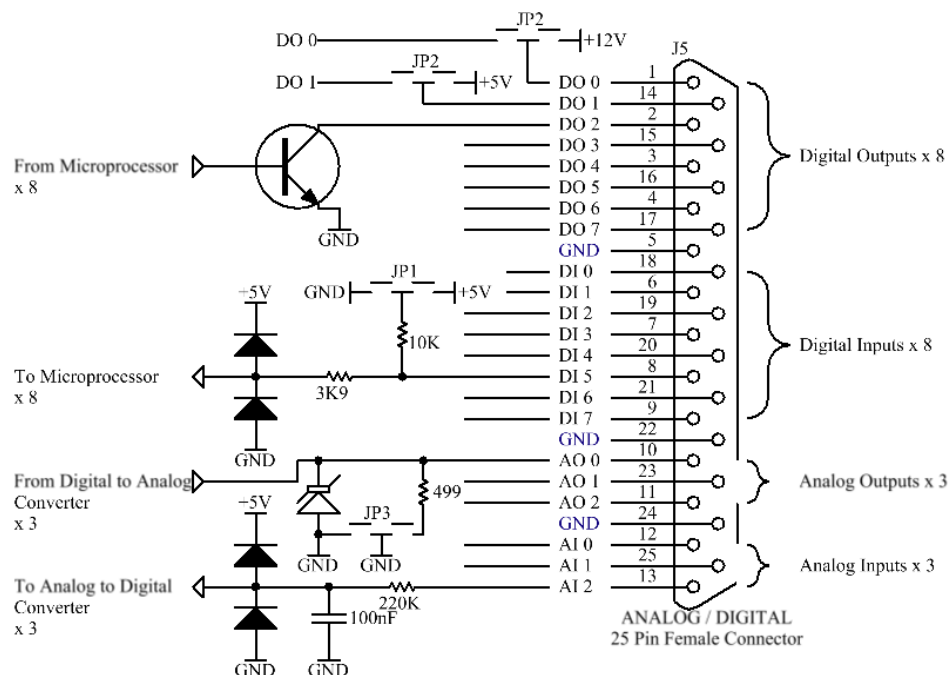 DO 0
JP2
+12V
J5
DO 1
JP2
+5V
DO 0 1
DO 1 14
DO 2 2
DO 3 15
DO 4 3
DO 5 16
DO 6 4
DO 7 17
GND 5
DI 0 18
DI 1 6
DI 2 19
DI 3 7
DI 4 20
DI 5 8
DI 6 21
DI 7 9
GND 22
AO 0 10
AO 1 23
AO 2 11
GND 24
AI 0 12
AI 1 25
AI 2 13
Digital Outputs x 8
Digital Inputs x 8
Analog Outputs x 3
Analog Inputs x 3
ANALOG / DIGITAL
25 Pin Female Connector
From Microprocessor
x 8
GND
GND
JP1
+5V
10K
+5V
To Microprocessor
x 8
3K9
GND
From Digital to Analog
Converter
x 3
499
JP3
GND
GND
+5V
To Analog to Digital
Converter
x 3
220K
100nF
GND
GND